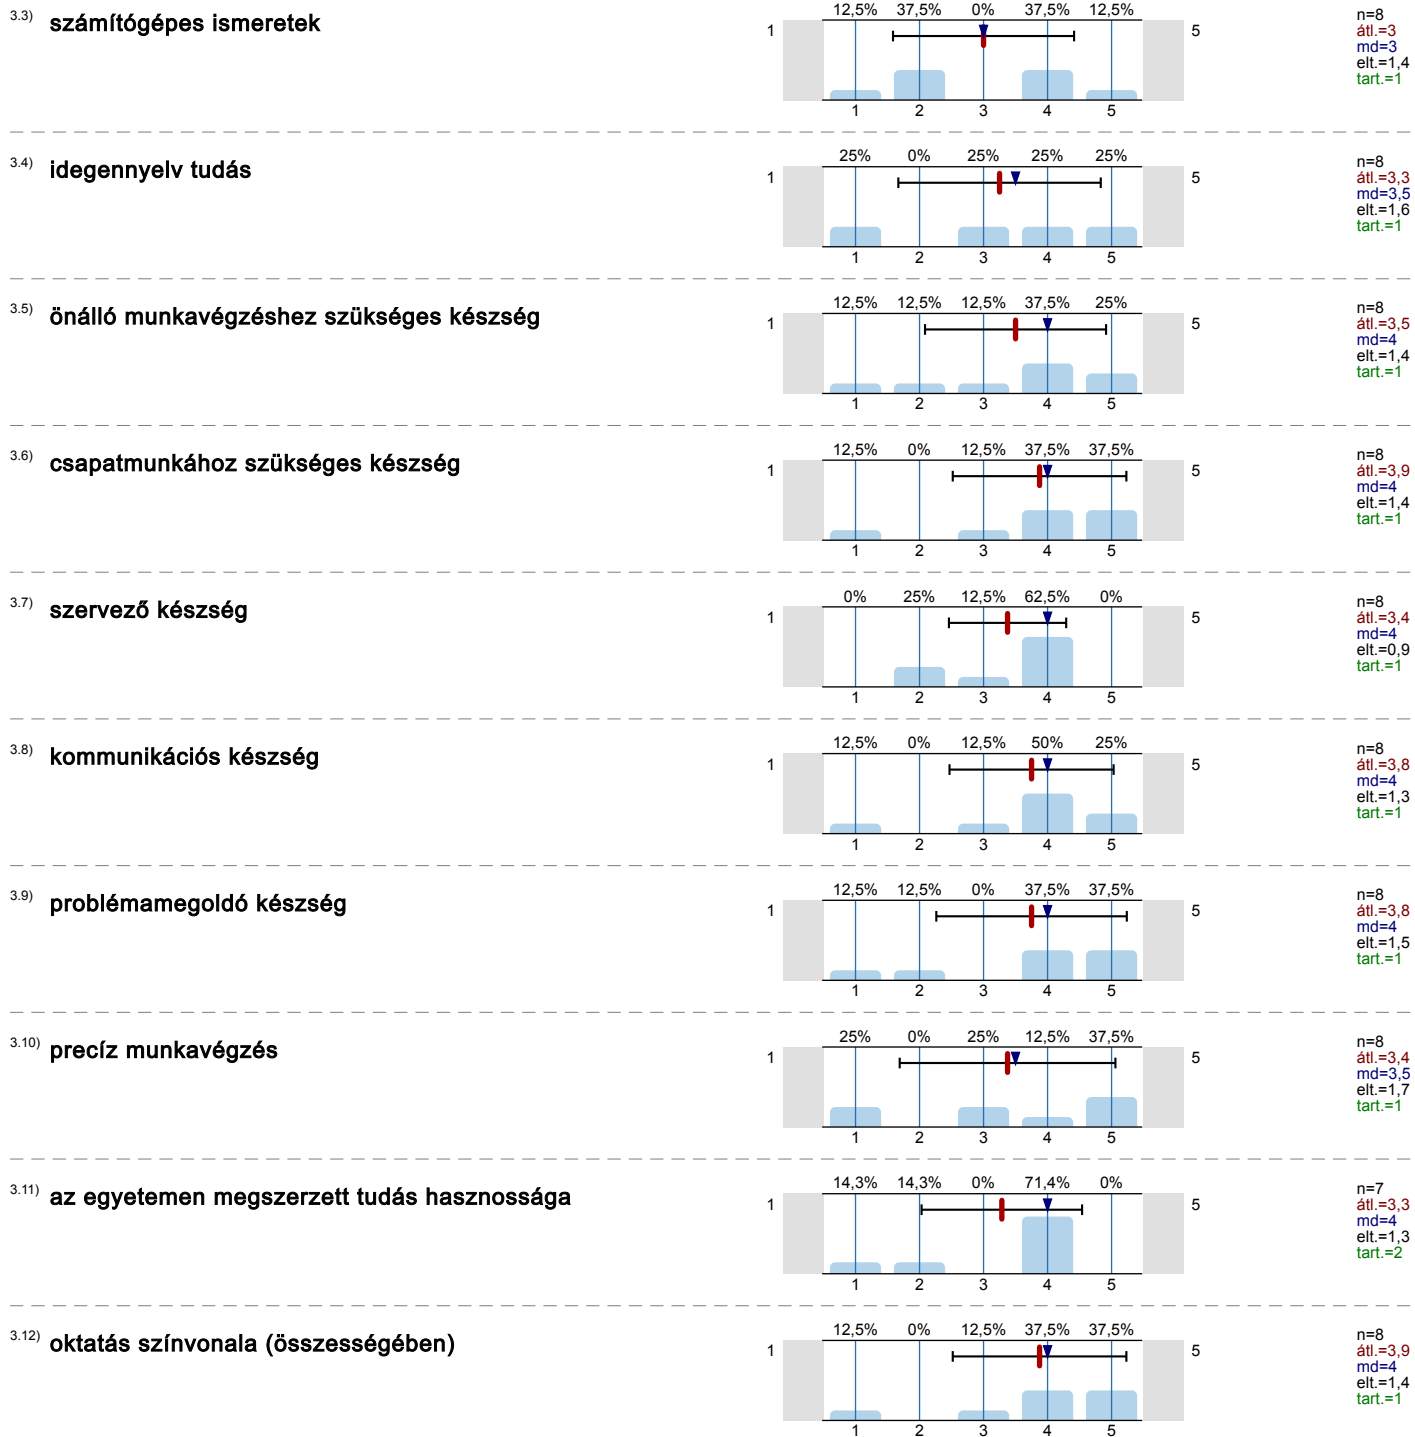 3.3) számítógépes ismeretek
12,5% 37,5% 0% 37,5% 12,5%
1 5
1 2 3 4 5
n=8
átl.=3
md=3
elt.=1,4
tart.=1
3.4) idegennyelv tudás
25% 0% 25% 25% 25%
1 5
1 2 3 4 5
n=8
átl.=3,3
md=3,5
elt.=1,6
tart.=1
3.5) önálló munkavégzéshez szükséges készség
12,5% 12,5% 12,5% 37,5% 25%
1 5
1 2 3 4 5
n=8
átl.=3,5
md=4
elt.=1,4
tart.=1
3.6) csapatmunkához szükséges készség
12,5% 0% 12,5% 37,5% 37,5%
1 5
1 2 3 4 5
n=8
átl.=3,9
md=4
elt.=1,4
tart.=1
3.7) szervező készség
0% 25% 12,5% 62,5% 0%
1 5
1 2 3 4 5
n=8
átl.=3,4
md=4
elt.=0,9
tart.=1
3.8) kommunikációs készség
12,5% 0% 12,5% 50% 25%
1 5
1 2 3 4 5
n=8
átl.=3,8
md=4
elt.=1,3
tart.=1
3.9) problémamegoldó készség
12,5% 12,5% 0% 37,5% 37,5%
1 5
1 2 3 4 5
n=8
átl.=3,8
md=4
elt.=1,5
tart.=1
3.10) precíz munkavégzés
25% 0% 25% 12,5% 37,5%
1 5
1 2 3 4 5
n=8
átl.=3,4
md=3,5
elt.=1,7
tart.=1
3.11) az egyetemen megszerzett tudás hasznossága
14,3% 14,3% 0% 71,4% 0%
1 5
1 2 3 4 5
n=7
átl.=3,3
md=4
elt.=1,3
tart.=2
3.12) oktatás színvonala (összességében)
12,5% 0% 12,5% 37,5% 37,5%
1 5
1 2 3 4 5
n=8
átl.=3,9
md=4
elt.=1,4
tart.=1